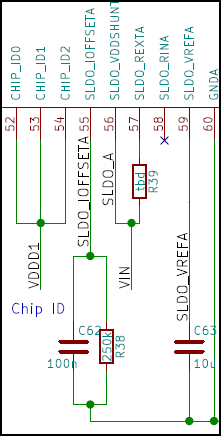 CHIP_ID0
CHIP_ID1
CHIP_ID2
SLDO_IOFFSETA
SLDO_VDDSHUNT
SLDO_REXTA
SLDO_RINA
SLDO_VREFA
GNDA
52
53
54
55
56
57
58
59
60
SLDO_IOFFSETA
SLDO_A
tbd
R39
SLDO_VREFA
VDDD1
VIN
Chip ID
C62
100n
250k
R38
C63
10u